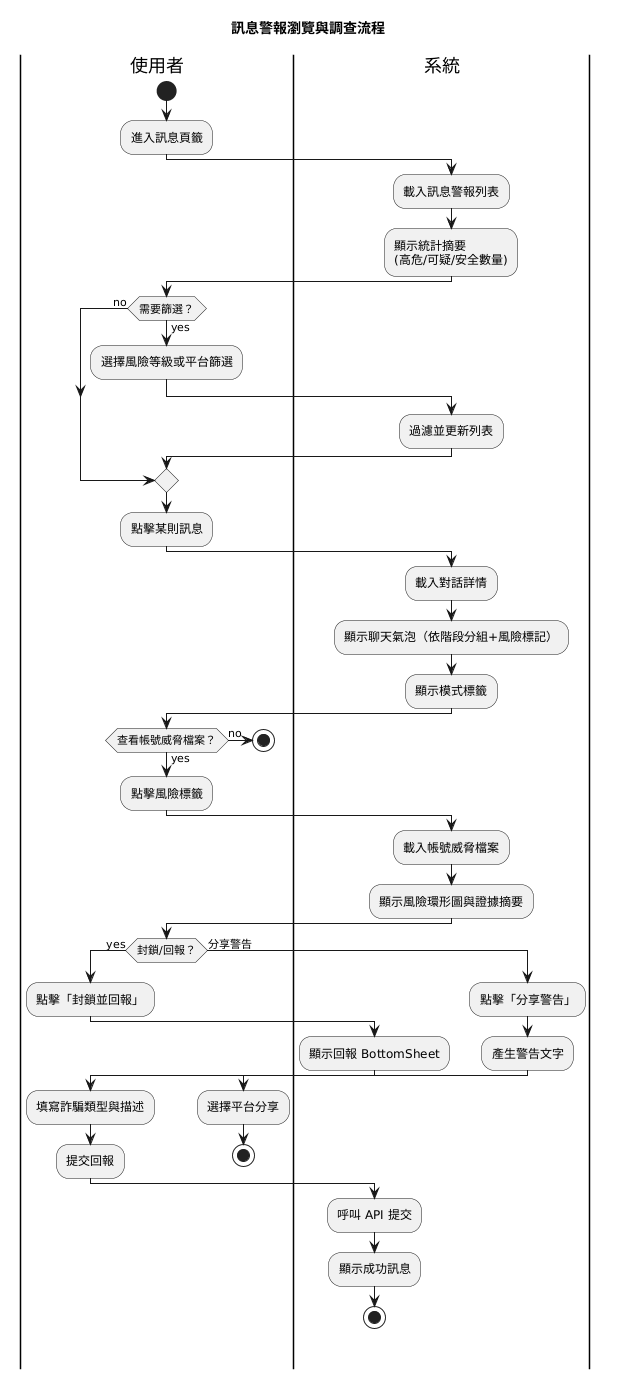 訊息警報瀏覽與調查流程
使用者
系統
進入訊息頁籤
載入訊息警報列表
顯示統計摘要
(高危/可疑/安全數量)
需要篩選？
no
yes
選擇風險等級或平台篩選
過濾並更新列表
點擊某則訊息
載入對話詳情
顯示聊天氣泡（依階段分組+風險標記）
顯示模式標籤
查看帳號威脅檔案？
no
yes
點擊風險標籤
載入帳號威脅檔案
顯示風險環形圖與證據摘要
yes
封鎖/回報？
分享警告
點擊「封鎖並回報」
點擊「分享警告」
顯示回報 BottomSheet
產生警告文字
填寫詐騙類型與描述
選擇平台分享
提交回報
呼叫 API 提交
顯示成功訊息